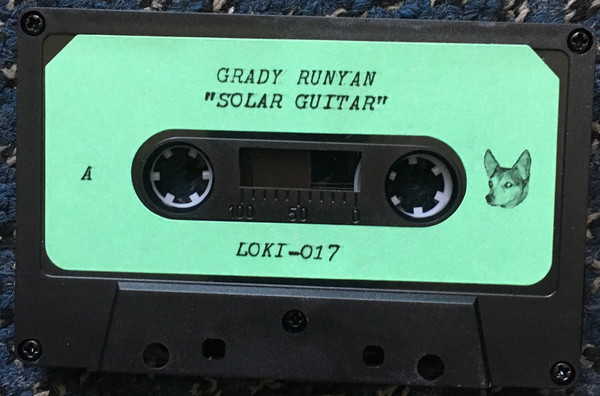 GRADY RUNYAN
"SOLAR GUITAR"
A
100 50 0
LOKI-017